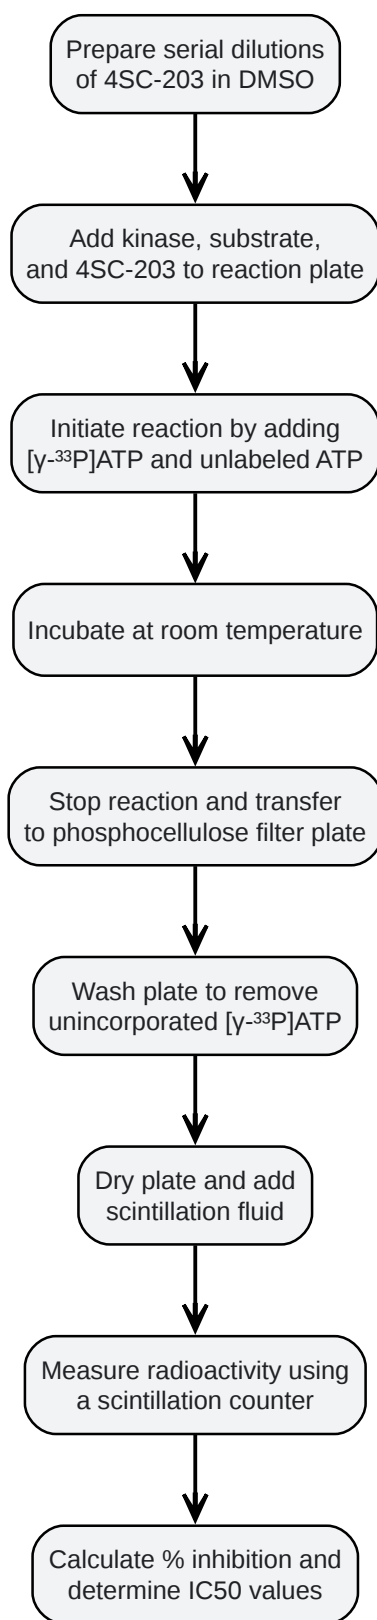 Prepare serial dilutions
of 4SC-203 in DMSO
Add kinase, substrate,
and 4SC-203 to reaction plate
Initiate reaction by adding
[γ-³³P]ATP and unlabeled ATP
Incubate at room temperature
Stop reaction and transfer
to phosphocellulose filter plate
Wash plate to remove
unincorporated [γ-³³P]ATP
Dry plate and add
scintillation fluid
Measure radioactivity using
a scintillation counter
Calculate % inhibition and
determine IC50 values